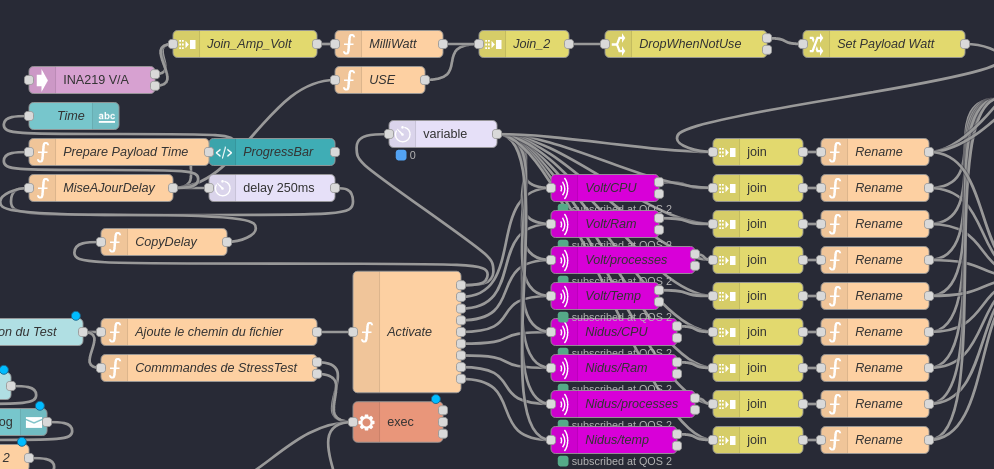 Join_Amp_Volt
MilliWatt
Join_2
DropWhenNotUse
Set Payload Watt
INA219 V/A
USE
Time
abc
variable
0
Prepare Payload Time
ProgressBar
join
Rename
MiseAJourDelay
delay 250ms
Volt/CPU
join
Rename
subscribed at QOS 2
Volt/Ram
join
Rename
CopyDelay
subscribed at QOS 2
Volt/processes
join
Rename
subscribed at QOS 2
Volt/Temp
join
Rename
subscribed at QOS 2
on du Test
Ajoute le chemin du fichier
Activate
Nidus/CPU
join
Rename
subscribed at QOS 2
Commmandes de StressTest
Nidus/Ram
join
Rename
subscribed at QOS 2
Nidus/processes
join
Rename
og
exec
subscribed at QOS 2
Nidus/temp
join
Rename
2
subscribed at QOS 2